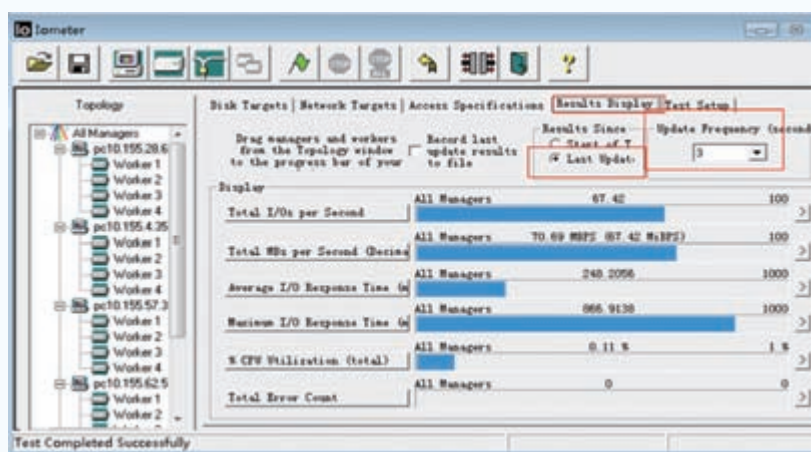 Iometer
Topology
All Managers
pc10.155.28.6
Worker 1
Worker 2
Worker 3
Worker 4
pc10.155.4.35
Worker 1
Worker 2
Worker 3
Worker 4
pc10.155.57.3
Worker 1
Worker 2
Worker 3
Worker 4
pc10.155.62.5
Worker 1
Worker 2
Disk Targets | Network Targets | Access Specifications | Results Display | Test Setup
Drag managers and workers
from the Topology window
to the progress bar of your
Record last
update results
to file
Results Since
Start of T
Last Updat
Update Frequency (second
3
Display
All Managers 67.42 100
Total I/Os per Second
All Managers 70.69 MBPS (67.42 MiBPS) 100
Total MBs per Second (Decima
All Managers 248.2056 1000
Average I/O Response Time (m
All Managers 866.9138 1000
Maximum I/O Response Time (m
All Managers 0.11 % 1 %
% CPU Utilization (total)
All Managers 0 0
Total Error Count
Test Completed Successfully